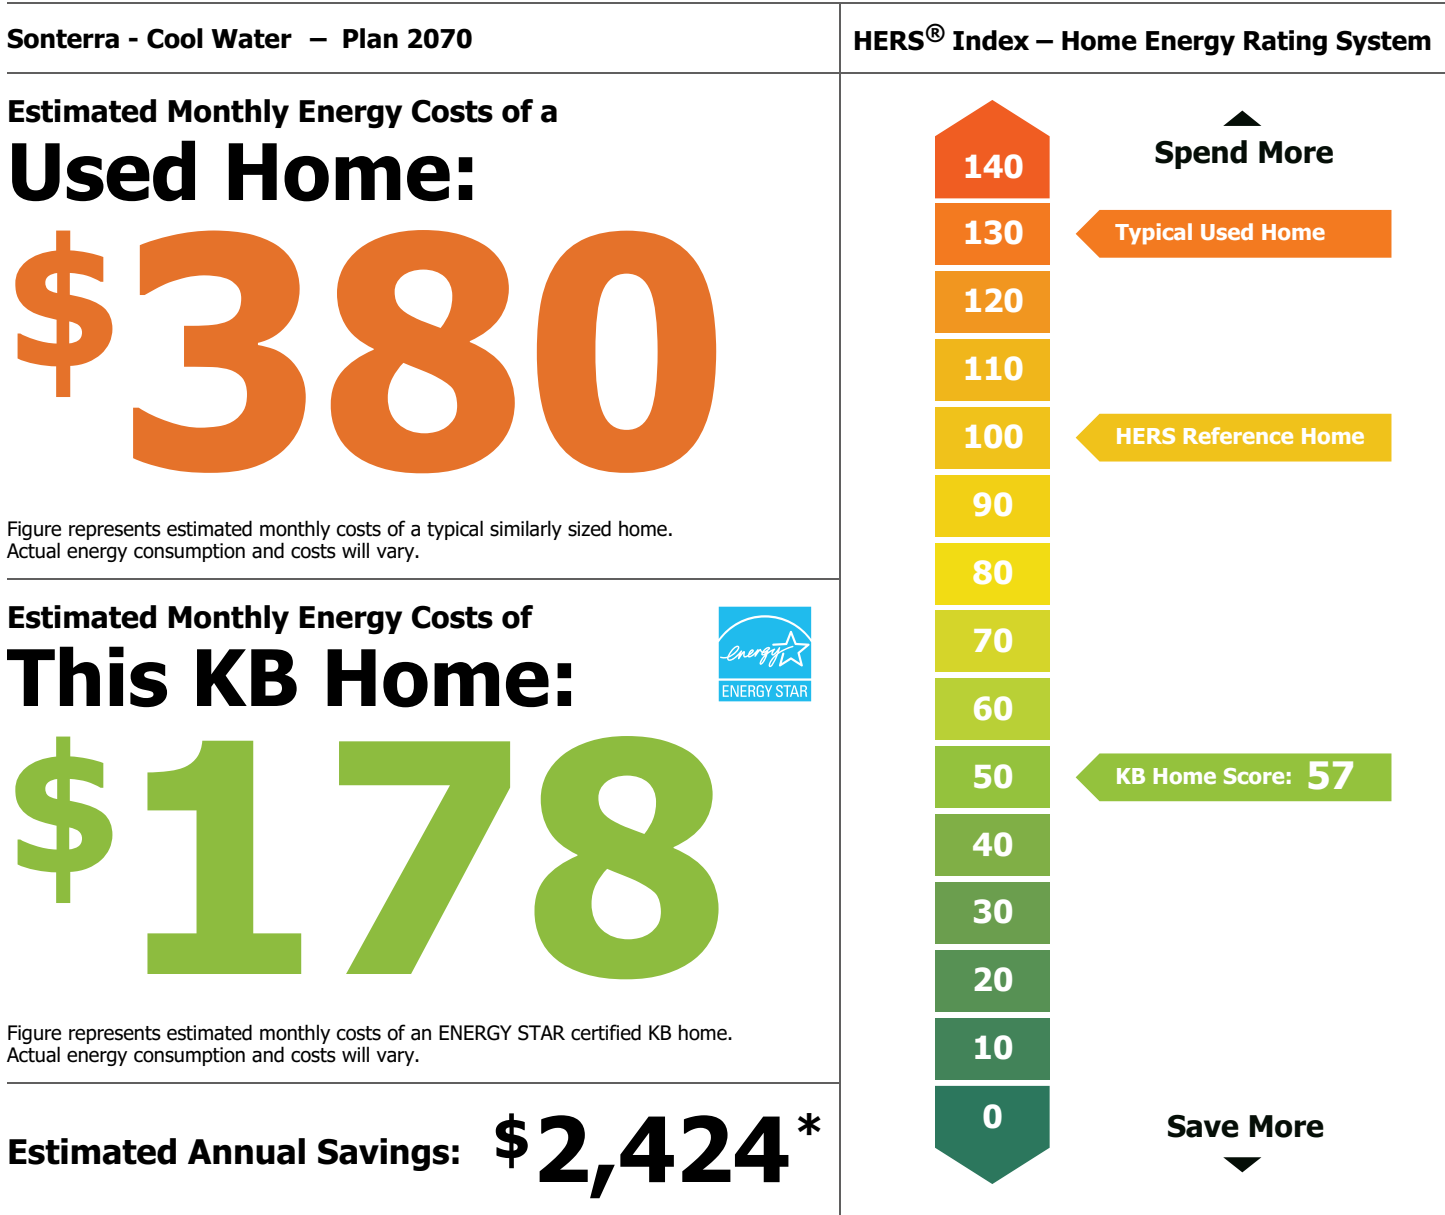 Sonterra - Cool Water – Plan 2070
Estimated Monthly Energy Costs of a
Used Home:
$380
Figure represents estimated monthly costs of a typical similarly sized home.
Actual energy consumption and costs will vary.
Estimated Monthly Energy Costs of
This KB Home:
energy
ENERGY STAR
$178
Figure represents estimated monthly costs of an ENERGY STAR certified KB home.
Actual energy consumption and costs will vary.
Estimated Annual Savings: $2,424*
HERS® Index – Home Energy Rating System
Spend More
140
130 Typical Used Home
120
110
100 HERS Reference Home
90
80
70
60
50 KB Home Score: 57
40
30
20
10
0
Save More